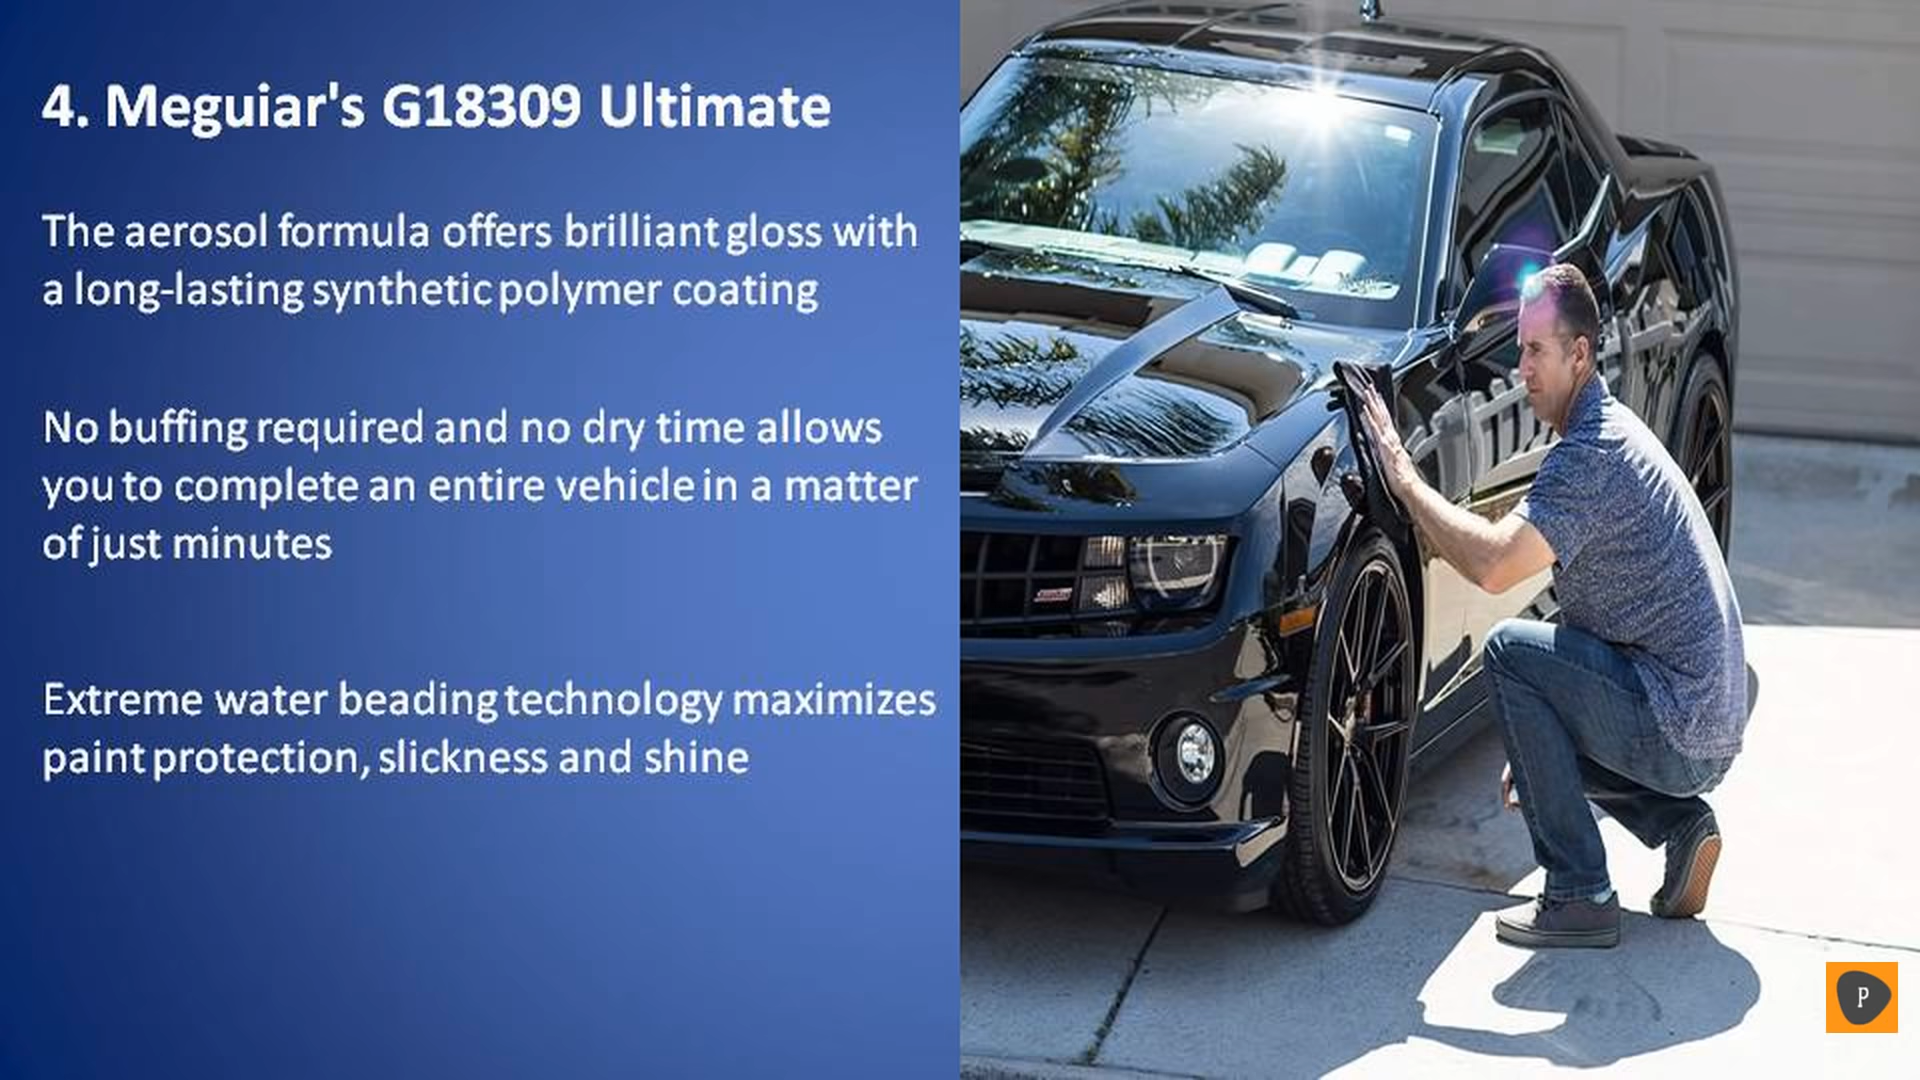 4. Meguiar's G18309 Ultimate
The aerosol formula offers brilliant gloss with
a long-lasting synthetic polymer coating
No buffing required and no dry time allows
you to complete an entire vehicle in a matter
of just minutes
Extreme water beading technology maximizes
paint protection, slickness and shine
P